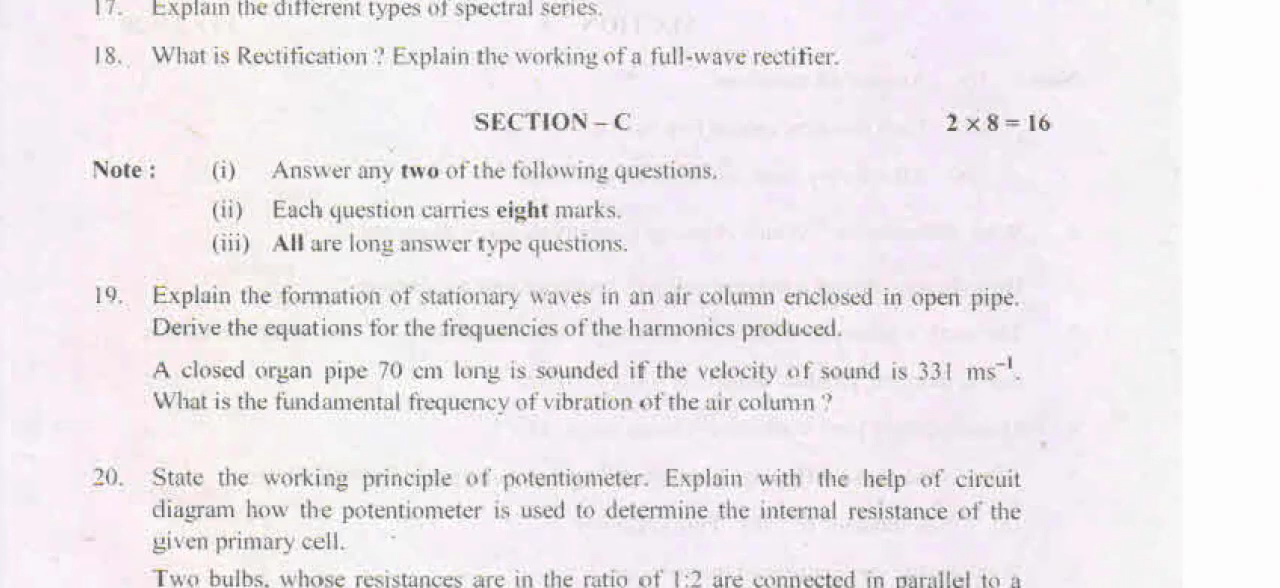 17. Explain the different types of spectral series.
18. What is Rectification ? Explain the working of a full-wave rectifier.
SECTION – C 2 × 8 = 16
Note : (i) Answer any two of the following questions.
(ii) Each question carries eight marks.
(iii) All are long answer type questions.
19. Explain the formation of stationary waves in an air column enclosed in open pipe.
Derive the equations for the frequencies of the harmonics produced.
A closed organ pipe 70 cm long is sounded if the velocity of sound is 331 ms⁻¹.
What is the fundamental frequency of vibration of the air column ?
20. State the working principle of potentiometer. Explain with the help of circuit
diagram how the potentiometer is used to determine the internal resistance of the
given primary cell.
Two bulbs, whose resistances are in the ratio of 1:2 are connected in parallel to a